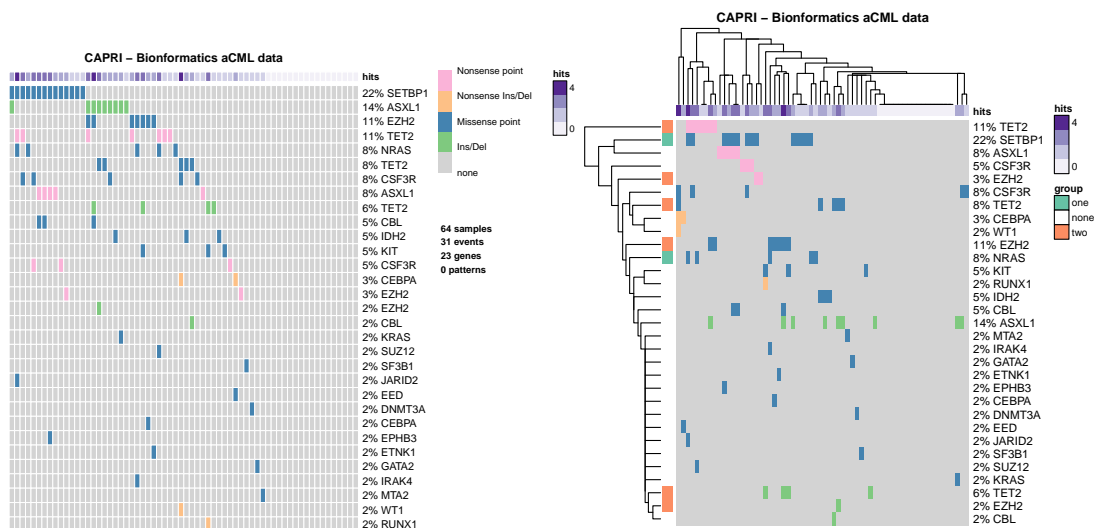 CAPRI – Bionformatics aCML data
hits
22% SETBP1
14% ASXL1
11% EZH2
11% TET2
8% NRAS
8% TET2
8% CSF3R
8% ASXL1
6% TET2
5% CBL
5% IDH2
5% KIT
5% CSF3R
3% CEBPA
3% EZH2
2% EZH2
2% CBL
2% KRAS
2% SUZ12
2% SF3B1
2% JARID2
2% EED
2% DNMT3A
2% CEBPA
2% EPHB3
2% ETNK1
2% GATA2
2% IRAK4
2% MTA2
2% WT1
2% RUNX1
Nonsense point
Nonsense Ins/Del
Missense point
Ins/Del
none
64 samples
31 events
23 genes
0 patterns
hits
4
0
CAPRI – Bionformatics aCML data
hits
11% TET2
22% SETBP1
8% ASXL1
5% CSF3R
3% EZH2
8% CSF3R
8% TET2
3% CEBPA
2% WT1
11% EZH2
8% NRAS
5% KIT
2% RUNX1
5% IDH2
5% CBL
14% ASXL1
2% MTA2
2% IRAK4
2% GATA2
2% ETNK1
2% EPHB3
2% CEBPA
2% DNMT3A
2% EED
2% JARID2
2% SF3B1
2% SUZ12
2% KRAS
6% TET2
2% EZH2
2% CBL
hits
4
0
group
one
none
two